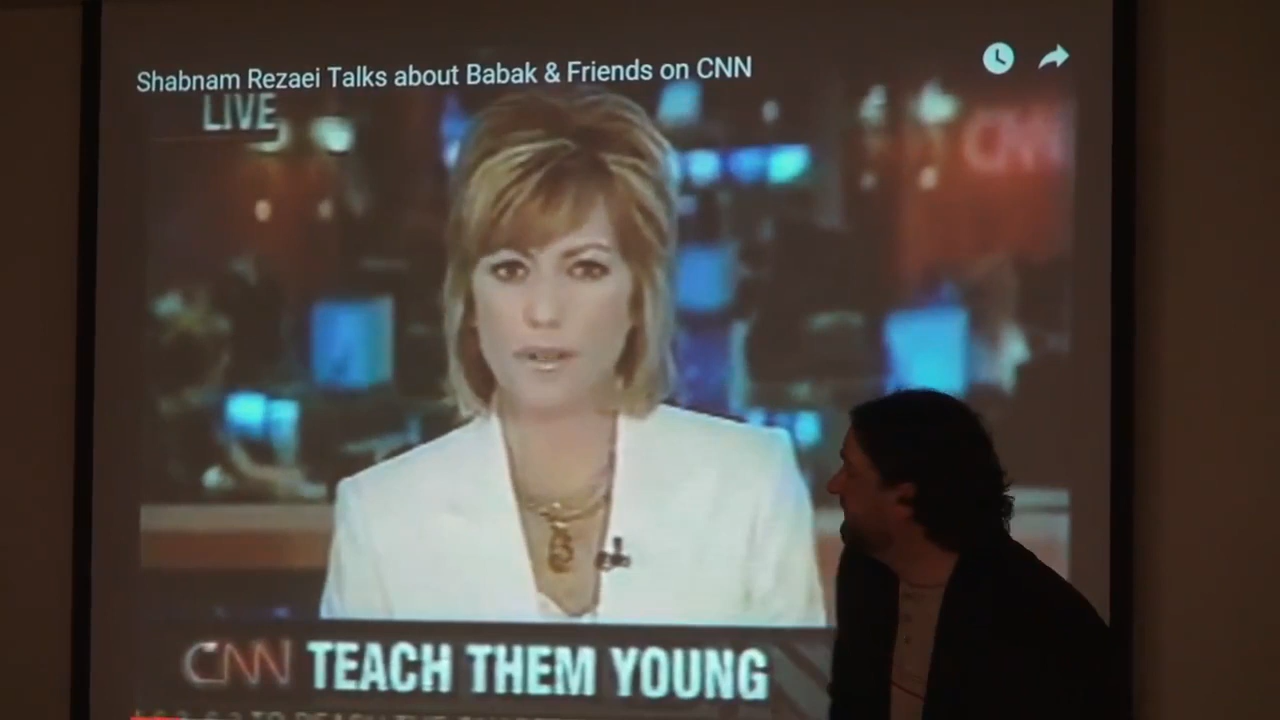 Shabnam Rezaei Talks about Babak & Friends on CNN
LIVE
CNN
CNN TEACH THEM YOUNG